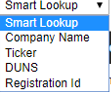 Smart Lookup
Smart Lookup
Company Name
Ticker
DUNS
Registration Id